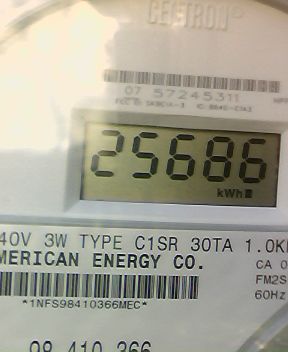 CENTRON®
07 57245311
25686
kWh
40V 3W TYPE C1SR 30TA 1.0K
MERICAN ENERGY CO.
CA 0
FM2S
60Hz
*1NFS98410366MEC*
98 410 366